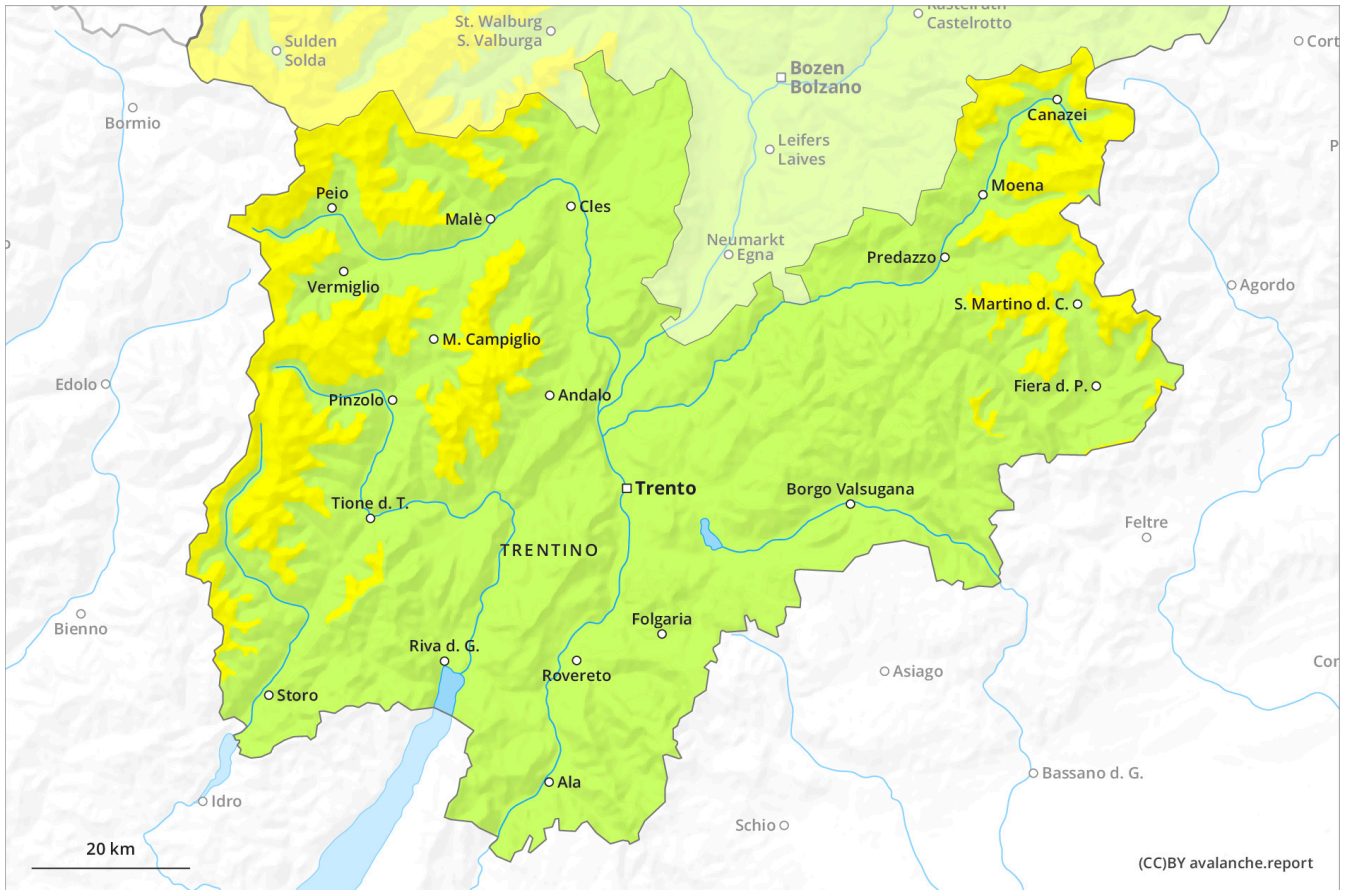 Kastelruth
Castelrotto
St. Walburg
S. Valburga
Sulden
Solda
Cort
Bozen
Bolzano
Bormio
Canazei
Leifers
Laives
Moena
Peio
Malè
Cles
Neumarkt
Egna
Predazzo
Vermiglio
Agordo
S. Martino d. C.
M. Campiglio
Edolo
Fiera d. P.
Pinzolo
Andalo
Trento
Borgo Valsugana
Tione d. T.
Feltre
TRENTINO
Bienno
Folgaria
Riva d. G.
Asiago
Cor
Rovereto
Storo
Bassano d. G.
Ala
Idro
Schio
20 km
(CC)BY avalanche.report